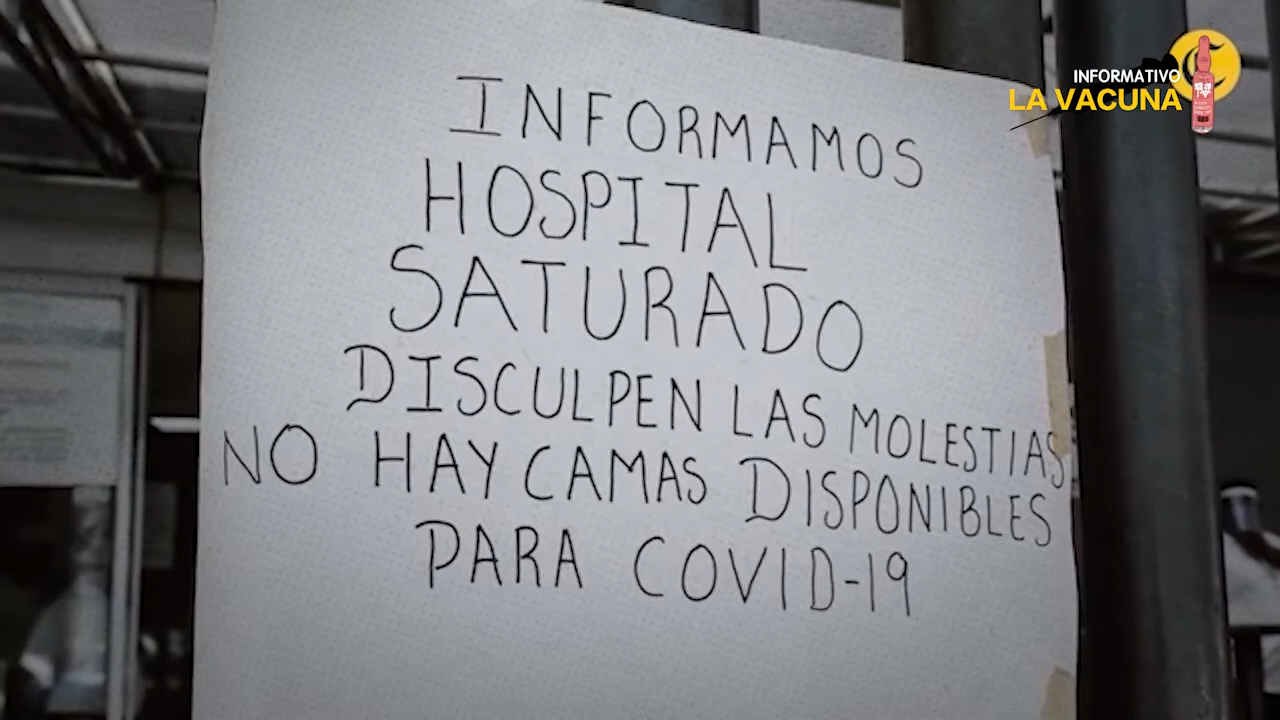 INFORMATIVO
LA VACUNA
INFORMAMOS
HOSPITAL
SATURADO
DISCULPEN LAS MOLESTIAS
NO HAY CAMAS DISPONIBLES
PARA COVID-19